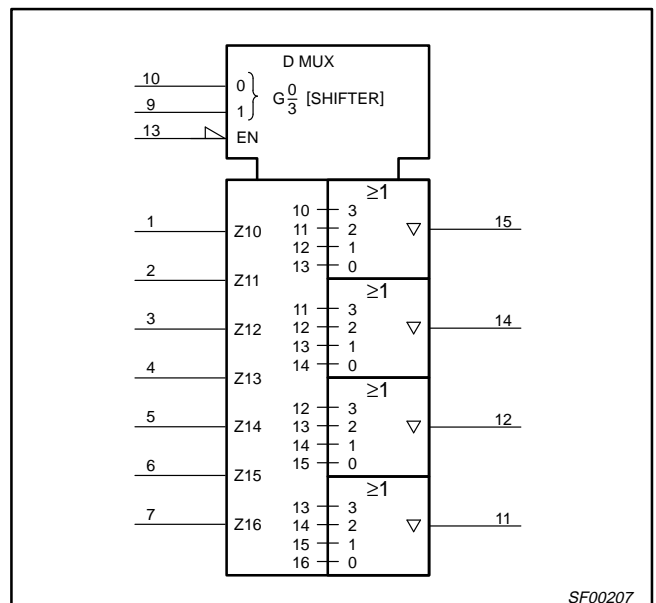 D MUX
10 0
G 0/3 [SHIFTER]
9 1
13 EN
≥1
10 3
1 Z10 11 2 ▽ 15
12 1
13 0
2 Z11
≥1
11 3
3 Z12 12 2 ▽ 14
13 1
14 0
4 Z13
≥1
12 3
5 Z14 13 2 ▽ 12
14 1
15 0
6 Z15
≥1
13 3
7 Z16 14 2 ▽ 11
15 1
16 0
SF00207